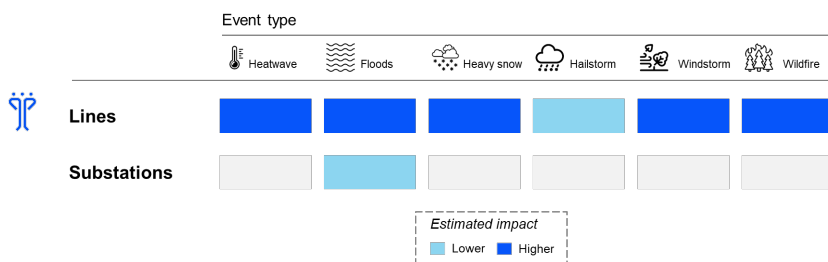 Event type
Heatwave Floods Heavy snow Hailstorm Windstorm Wildfire
Lines
Substations
Estimated impact
Lower Higher